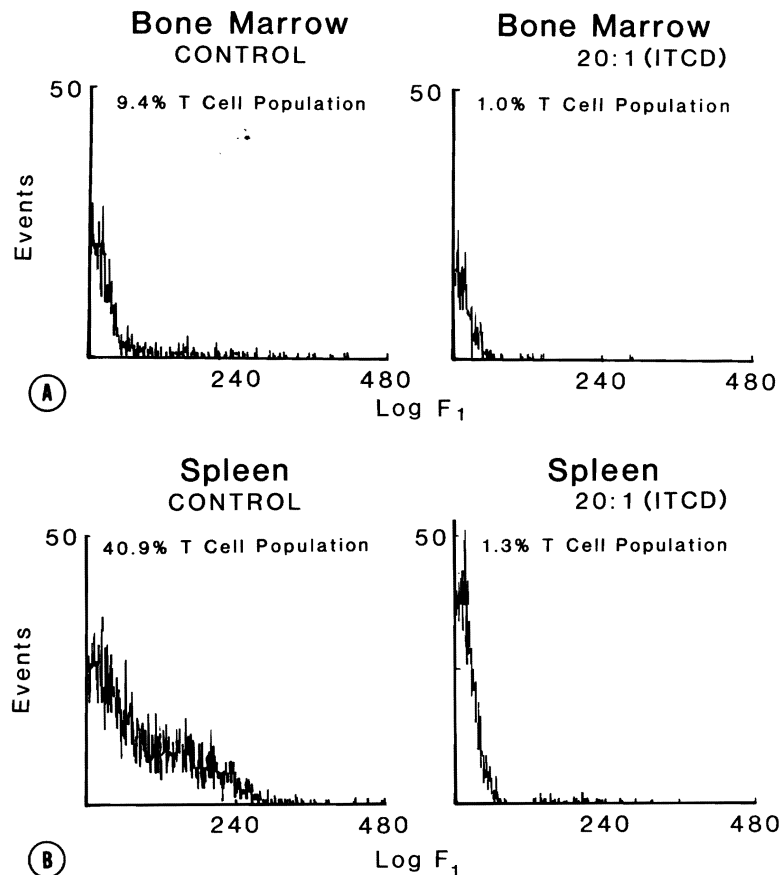 Bone Marrow
CONTROL
50
9.4% T Cell Population
Events
240
480
Bone Marrow
20:1 (ITCD)
50
1.0% T Cell Population
240
480
Log F1
A
Spleen
CONTROL
50
40.9% T Cell Population
Events
240
480
Spleen
20:1 (ITCD)
50
1.3% T Cell Population
240
480
Log F1
B